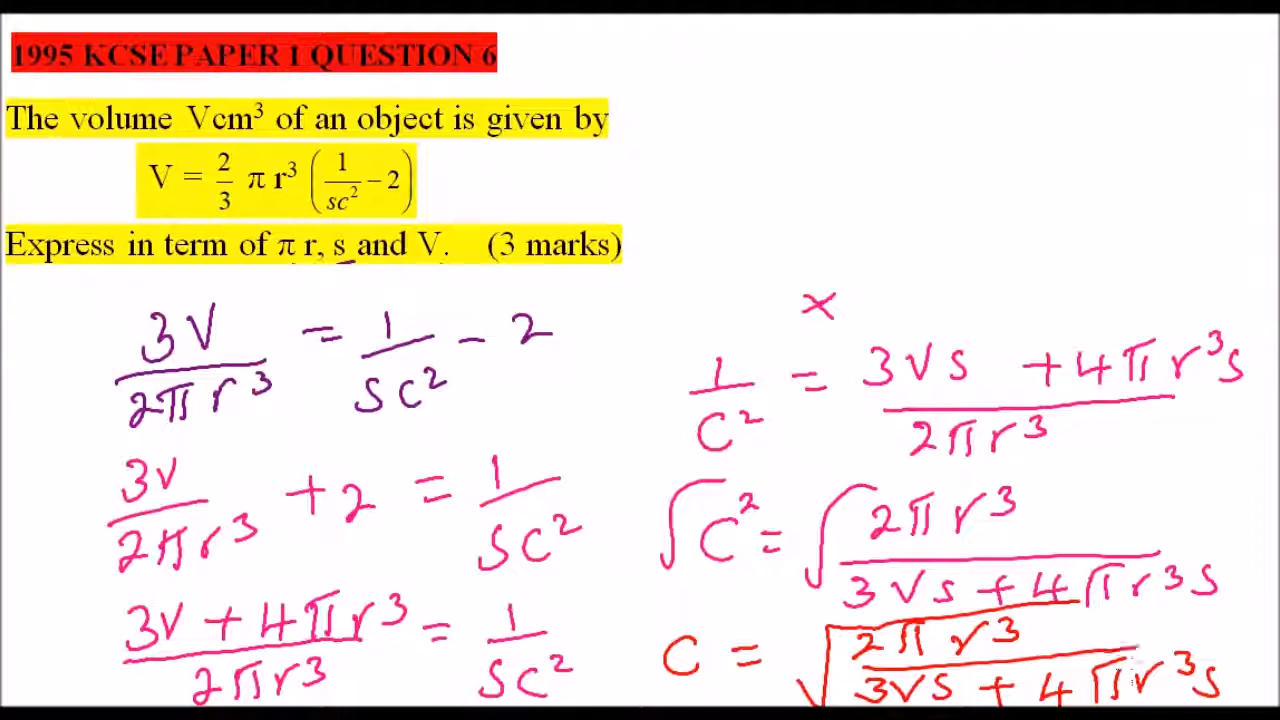 1995 KCSE PAPER 1 QUESTION 6
The volume Vcm³ of an object is given by
V = 2/3 π r³ (1/sc² − 2)
Express in term of π r, s and V. (3 marks)
3V/2πr³ = 1/sc² − 2
3V/2πr³ + 2 = 1/sc²
3V + 4πr³/2πr³ = 1/sc²
×
1/C² = 3Vs + 4πr³s/2πr³
√C² = √2πr³/3Vs + 4πr³s
C = √2πr³/3Vs + 4πr³s